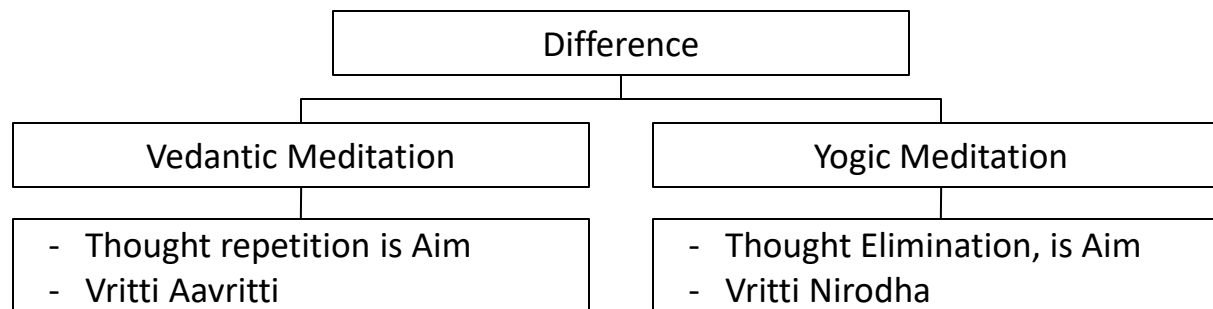 Difference
Vedantic Meditation
Yogic Meditation
- Thought repetition is Aim
- Vritti Aavritti
- Thought Elimination, is Aim
- Vritti Nirodha